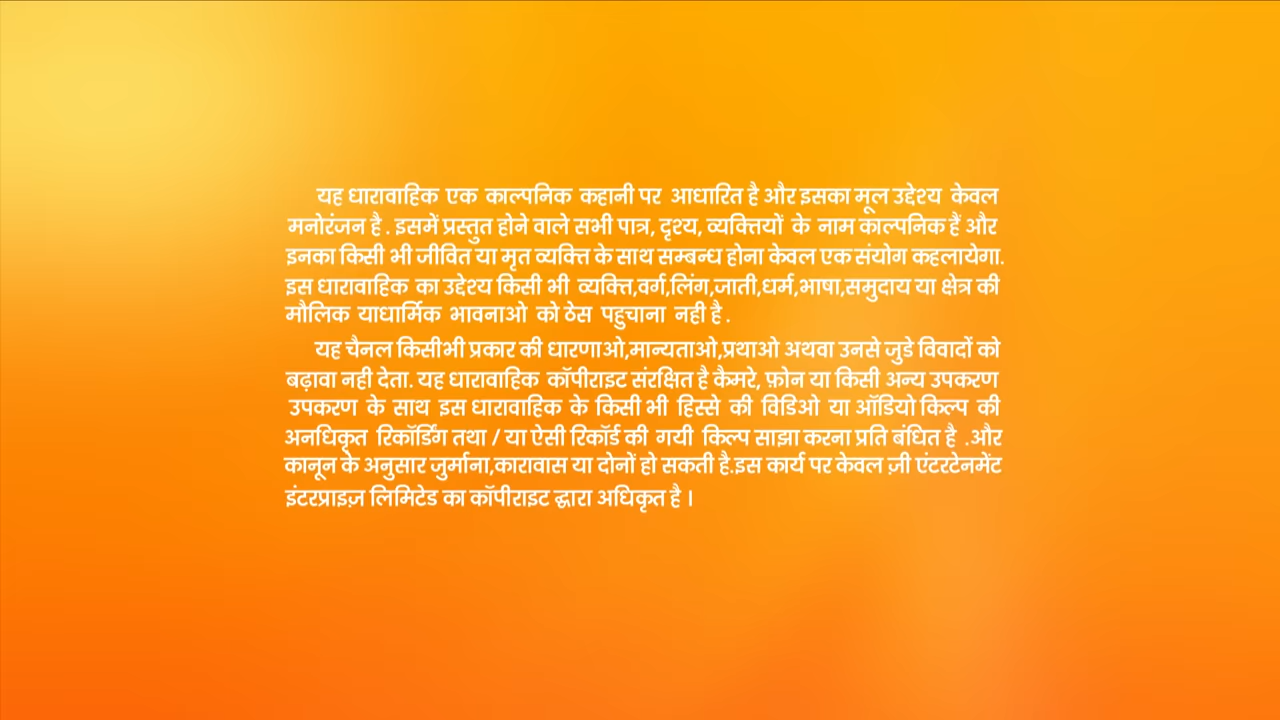 यह धारावाहिक एक काल्पनिक कहानी पर आधारित है और इसका मूल उद्देश्य केवल
मनोरंजन है . इसमें प्रस्तुत होने वाले सभी पात्र, दृश्य, व्यक्तियों के नाम काल्पनिक हैं और
इनका किसी भी जीवित या मृत व्यक्ति के साथ सम्बन्ध होना केवल एक संयोग कहलायेगा.
इस धारावाहिक का उद्देश्य किसी भी व्यक्ति,वर्ग,लिंग,जाती,धर्म,भाषा,समुदाय या क्षेत्र की
मौलिक याधार्मिक भावनाओ को ठेस पहुचाना नही है .
यह चैनल किसीभी प्रकार की धारणाओ,मान्यताओ,प्रथाओ अथवा उनसे जुडे विवादों को
बढ़ावा नही देता. यह धारावाहिक कॉपीराइट संरक्षित है कैमरे, फ़ोन या किसी अन्य उपकरण
उपकरण के साथ इस धारावाहिक के किसी भी हिस्से की विडिओ या ऑडियो किल्प की
अनधिकृत रिकॉर्डिंग तथा / या ऐसी रिकॉर्ड की गयी किल्प साझा करना प्रति बंधित है .और
कानून के अनुसार जुर्माना,कारावास या दोनों हो सकती है.इस कार्य पर केवल ज़ी एंटरटेनमेंट
इंटरप्राइज़ लिमिटेड का कॉपीराइट द्धारा अधिकृत है ।